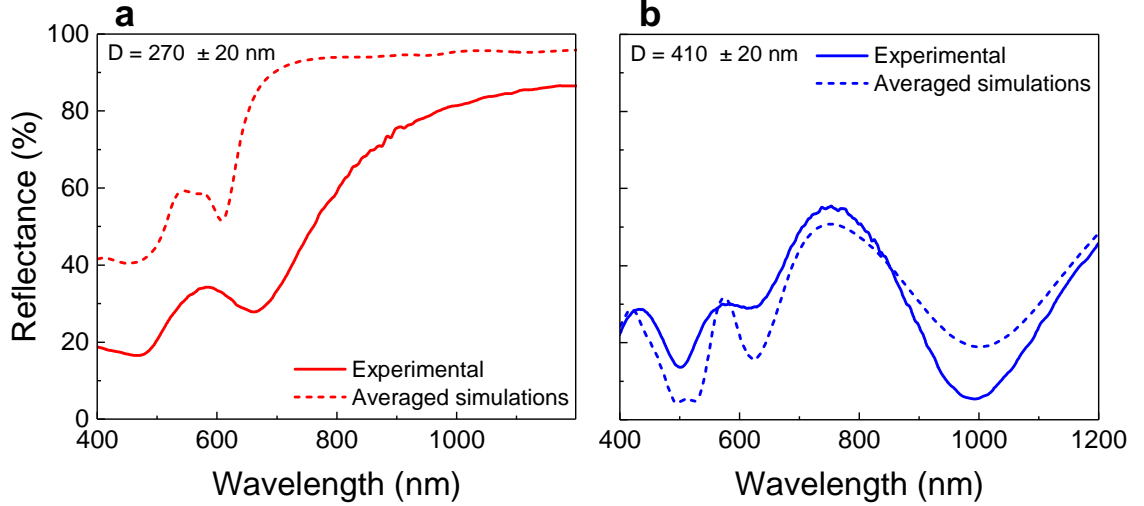 a
D = 270 ± 20 nm
Experimental
Averaged simulations
Reflectance (%)
100
80
60
40
20
0
400
600
800
1000
Wavelength (nm)
b
D = 410 ± 20 nm
Experimental
Averaged simulations
400
600
800
1000
1200
Wavelength (nm)